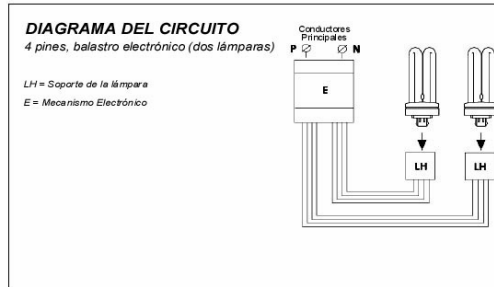 DIAGRAMA DEL CIRCUITO
4 pines, balastro electrónico (dos lámparas)
LH = Soporte de la lámpara
E = Mecanismo Electrónico
Conductores
Principales
P N
E
LH LH